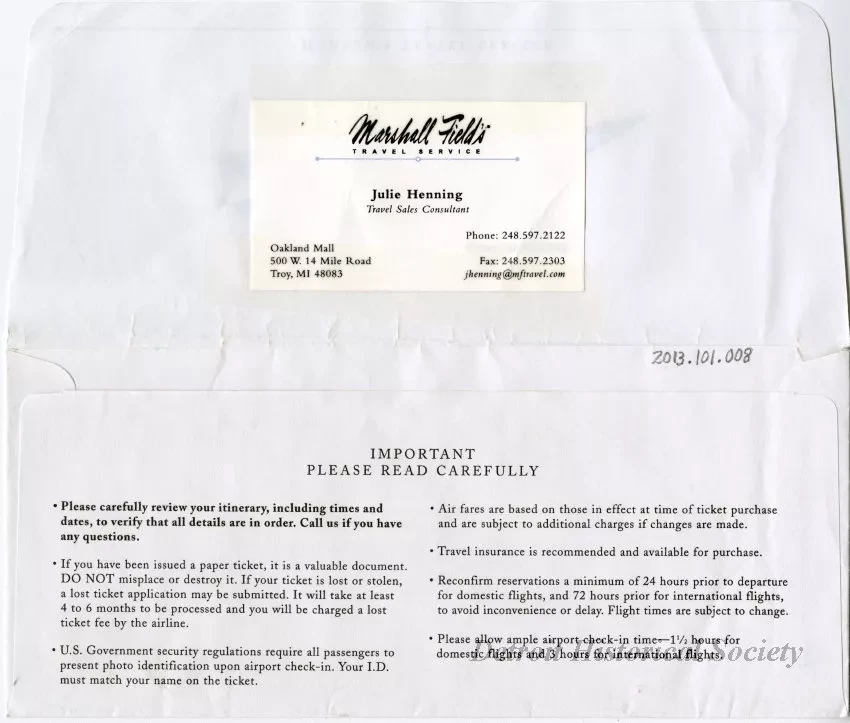 Marshall Field's
TRAVEL SERVICE
Julie Henning
Travel Sales Consultant
Phone: 248.597.2122
Oakland Mall
500 W. 14 Mile Road
Fax: 248.597.2303
Troy, MI 48083
jhenning@mftravel.com
2013.101.008
IMPORTANT
PLEASE READ CAREFULLY
• Please carefully review your itinerary, including times and
dates, to verify that all details are in order. Call us if you have
any questions.
• If you have been issued a paper ticket, it is a valuable document.
DO NOT misplace or destroy it. If your ticket is lost or stolen,
a lost ticket application may be submitted. It will take at least
4 to 6 months to be processed and you will be charged a lost
ticket fee by the airline.
• U.S. Government security regulations require all passengers to
present photo identification upon airport check-in. Your I.D.
must match your name on the ticket.
• Air fares are based on those in effect at time of ticket purchase
and are subject to additional charges if changes are made.
• Travel insurance is recommended and available for purchase.
• Reconfirm reservations a minimum of 24 hours prior to departure
for domestic flights, and 72 hours prior for international flights,
to avoid inconvenience or delay. Flight times are subject to change.
• Please allow ample airport check-in time—1½ hours for
domestic flights and 3 hours for international flights.
Detroit Historical Society